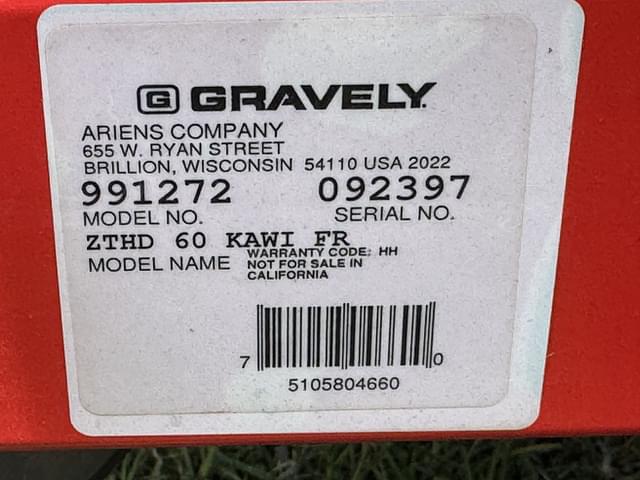 G GRAVELY
ARIENS COMPANY
655 W. RYAN STREET
BRILLION, WISCONSIN 54110 USA 2022
991272 092397
MODEL NO. SERIAL NO.
ZTHD 60 KAWI FR
MODEL NAME
WARRANTY CODE: HH
NOT FOR SALE IN
CALIFORNIA
7 0
5105804660